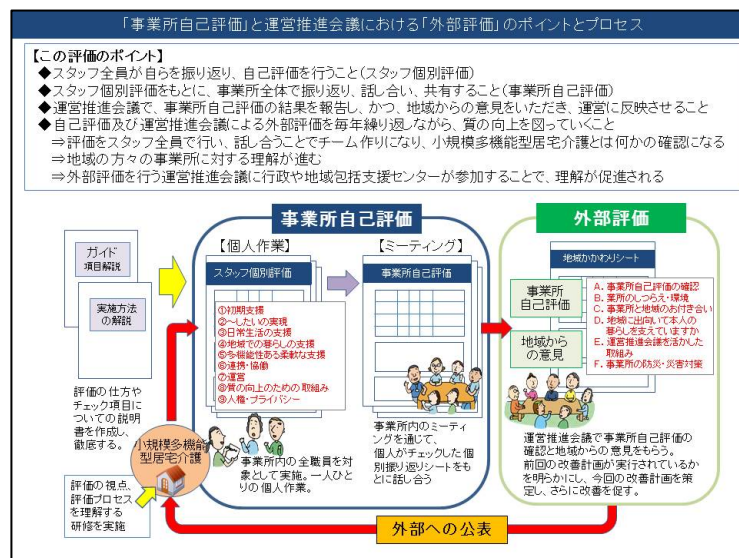 「事業所自己評価」と運営推進会議における「外部評価」のポイントとプロセス
【この評価のポイント】
◆スタッフ全員が自らを振り返り、自己評価を行うこと(スタッフ個別評価)
◆スタッフ個別評価をもとに、事業所全体で振り返り、話し合い、共有すること(事業所自己評価)
◆運営推進会議で、事業所自己評価の結果を報告し、かつ、地域からの意見をいただき、運営に反映させること
◆自己評価及び運営推進会議による外部評価を毎年繰り返しながら、質の向上を図っていくこと
⇒評価をスタッフ全員で行い、話し合うことでチーム作りになり、小規模多機能型居宅介護とは何かの確認になる
⇒地域の方々の事業所に対する理解が進む
⇒外部評価を行う運営推進会議に行政や地域包括支援センターが参加することで、理解が促進される
ガイド
項目解説
実施方法
の解説
評価の仕方や
チェック項目に
ついての説明
書を作成し、
徹底する。
小規模多機能
型居宅介護
評価の視点、
評価プロセス
を理解する
研修を実施
事業所自己評価
【個人作業】
スタッフ個別評価
①初期支援
②~したいの実現
③日常生活の支援
④地域での暮らしの支援
⑤多機能性ある柔軟な支援
⑥連携・協働
⑦運営
⑧質の向上のための取組み
⑨人権・プライバシー
事業所内の全職員を対
象として実施。一人ひと
りの個人作業。
【ミーティング】
事業所自己評価
事業所内のミーティ
ングを通じて、
個人がチェックした個
別振り返りシートをも
とに話し合う
外部評価
地域かかわりシート
事業所
自己評価
地域から
の意見
A. 事業所自己評価の確認
B. 業所のしつらえ・環境
C. 事業所と地域のお付き合い
D. 地域に出向いて本人の
暮らしを支えていますか
E. 運営推進会議を活かした
取組み
F. 事業所の防災・災害対策
運営推進会議で事業所自己評価の
確認と地域からの意見をもらう。
前回の改善計画が実行されているか
を明らかにし、今回の改善計画を策
定し、さらに改善を促す。
外部への公表